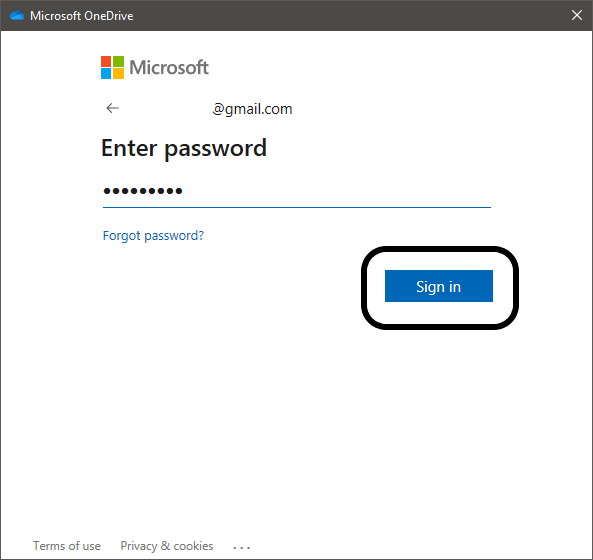 Microsoft OneDrive
Microsoft
@gmail.com
Enter password
Forgot password?
Sign in
Terms of use Privacy & cookies ...